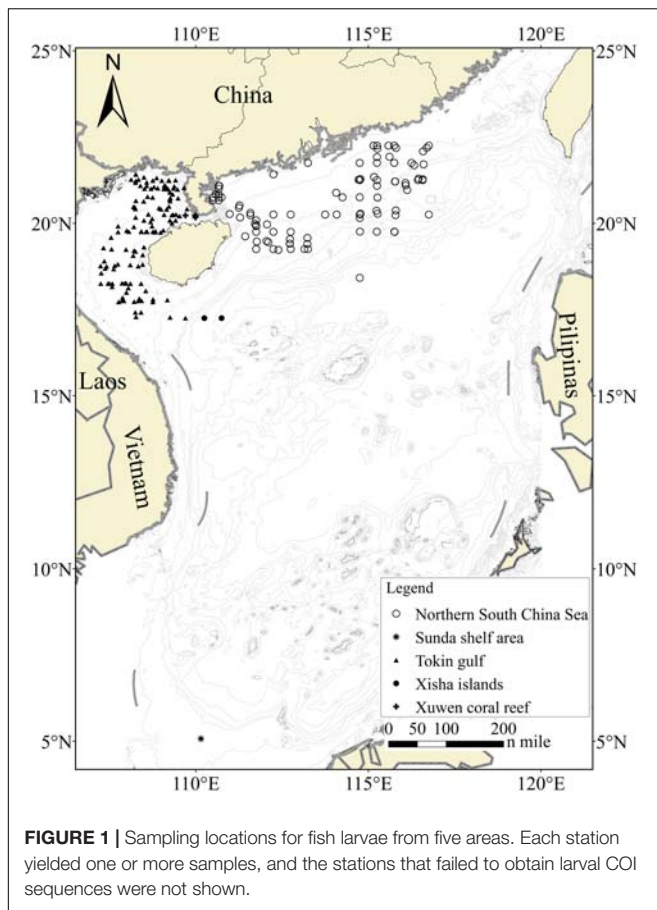 110°E 115°E 120°E
25°N 25°N
N
China
20°N 20°N
Laos
Vietnam
Pilipinas
15°N 15°N
10°N 10°N
5°N 5°N
Legend
Northern South China Sea
Sunda shelf area
Tokin gulf
Xisha islands
Xuwen coral reef
0 50 100 200
n mile
110°E 115°E 120°E
FIGURE 1 | Sampling locations for fish larvae from five areas. Each station
yielded one or more samples, and the stations that failed to obtain larval COI
sequences were not shown.